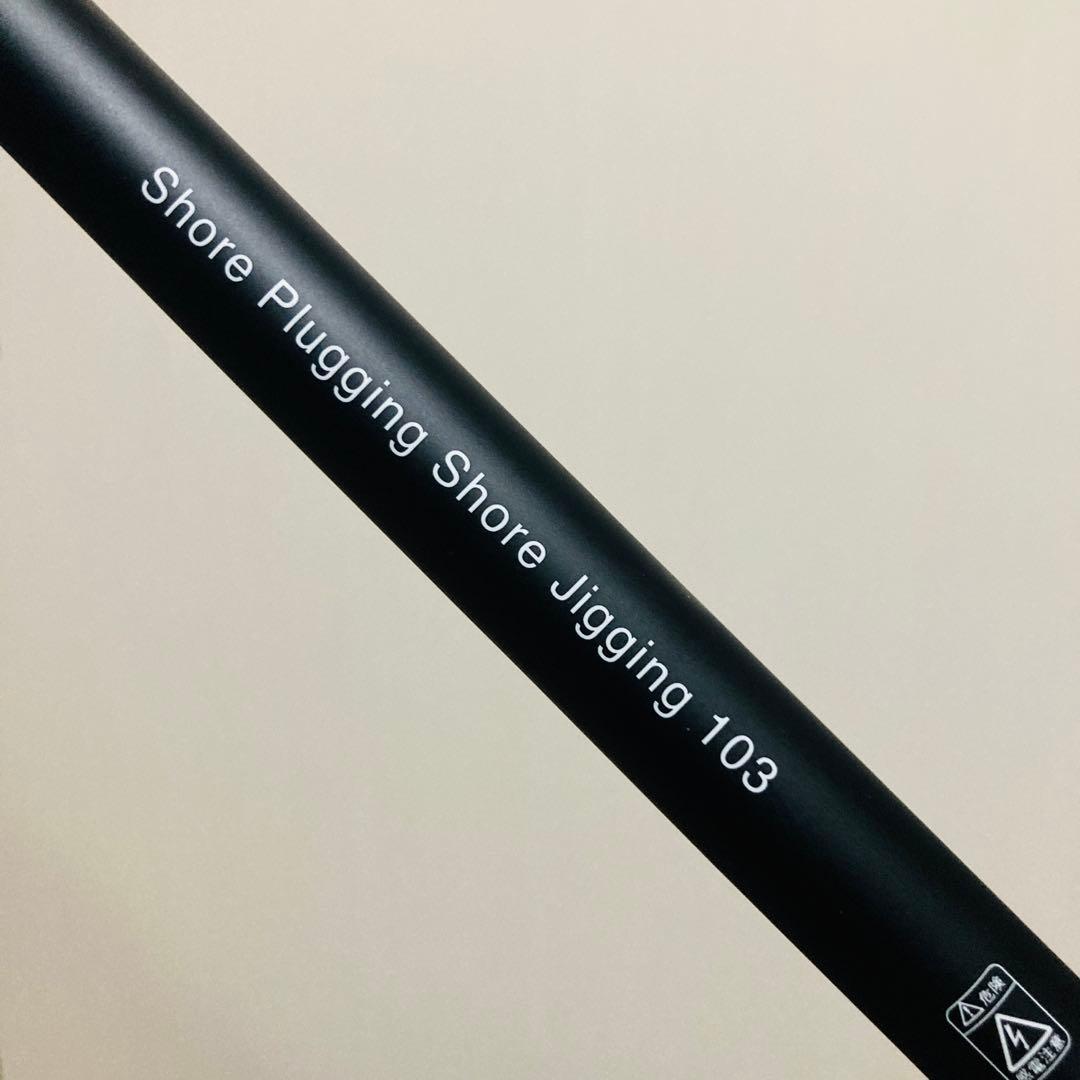 Shore Plugging Shore Jigging 103
危険
感電注意